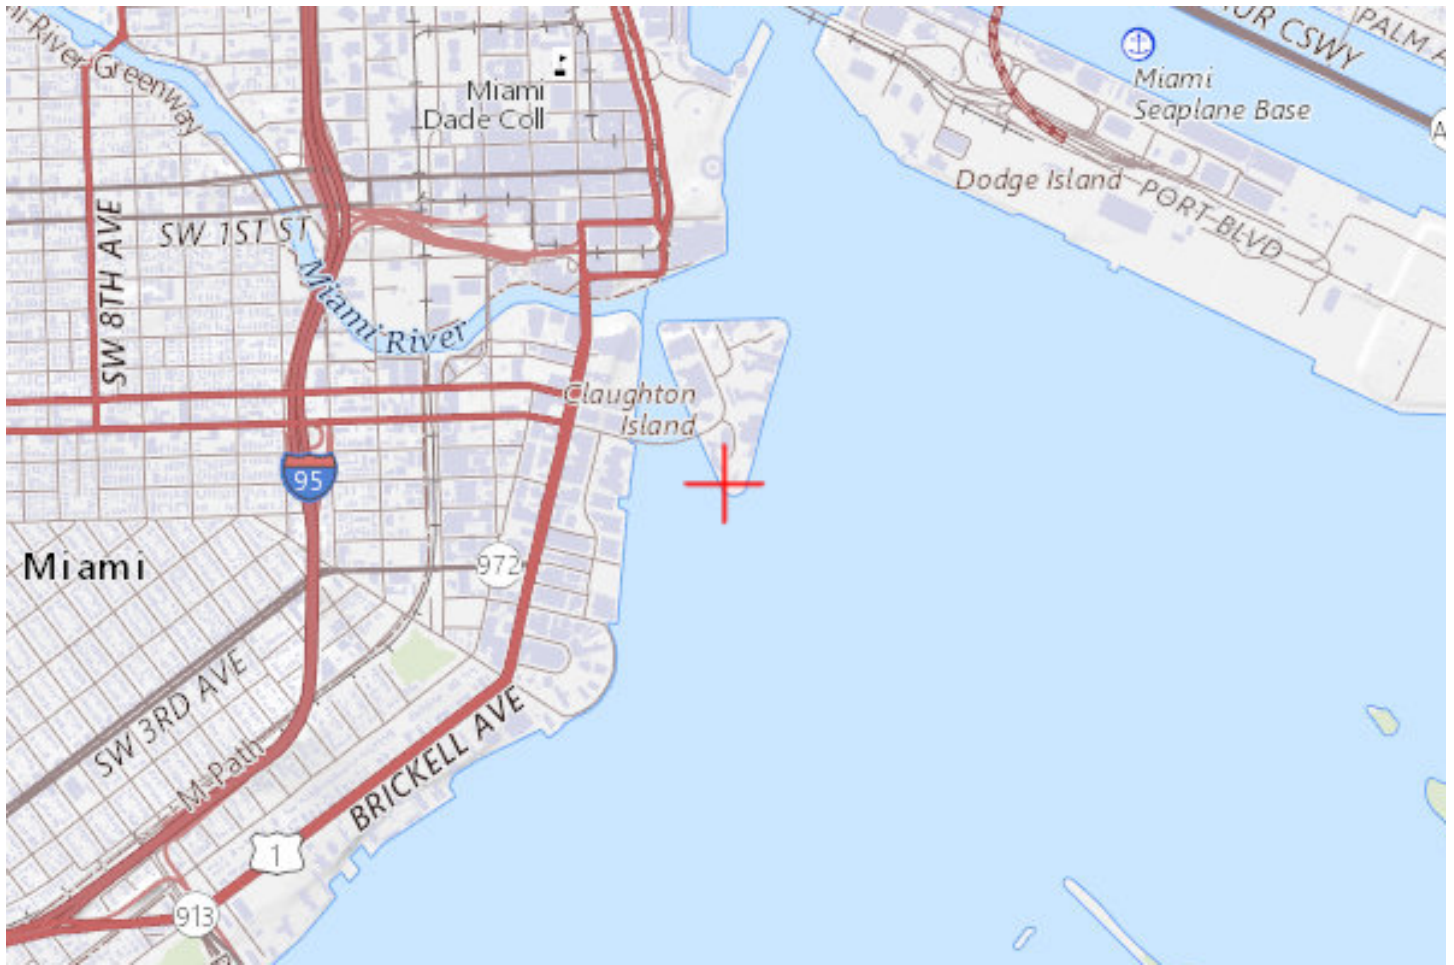 Miami
Dade Coll
Miami
Seaplane Base
UR CSWY
PALM A
A
i-River Greenway
Dodge Island
PORT BLVD
SW 1ST ST
SW 8TH AVE
Miami River
Claughton
Island
95
972
Miami
SW 3RD AVE
M-Path
BRICKELL AVE
1
913